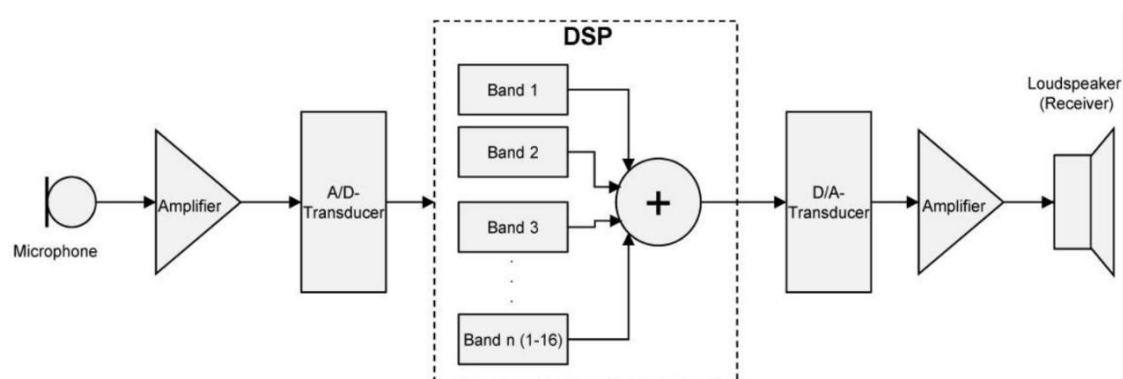 DSP
Microphone
Amplifier
A/D-
Transducer
Band 1
Band 2
Band 3
Band n (1-16)
+
D/A-
Transducer
Amplifier
Loudspeaker
(Receiver)